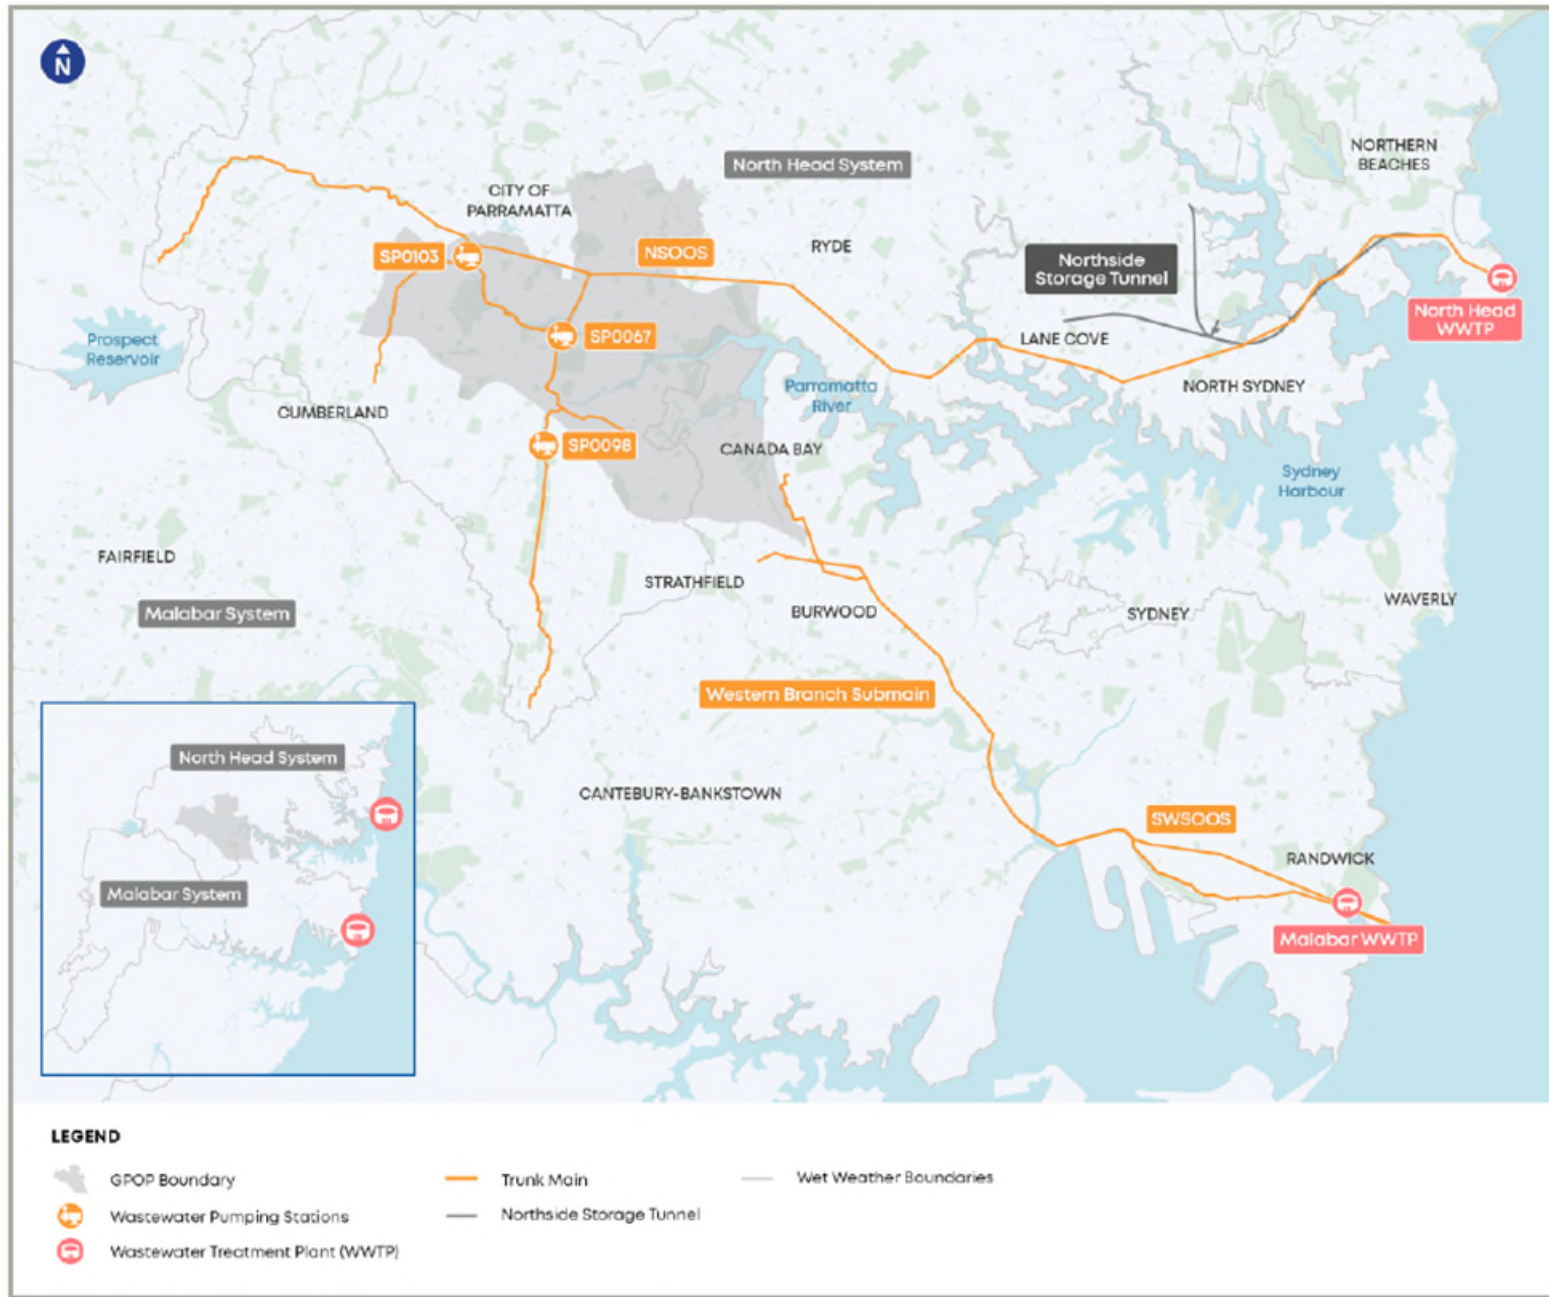 N
NORTHERN
BEACHES
North Head System
CITY OF
PARRAMATTA
RYDE
SP0103
NSOOS
Northside
Storage Tunnel
North Head
WWTP
Prospect
Reservoir
SP0067
LANE COVE
NORTH SYDNEY
Parramatta
River
CUMBERLAND
SP0098
CANADA BAY
Sydney
Harbour
FAIRFIELD
STRATHFIELD
BURWOOD
SYDNEY
WAVERLY
Malabar System
Western Branch Submain
North Head System
Malabar System
CANTEBURY-BANKSTOWN
SWSOOS
RANDWICK
Malabar WWTP
LEGEND
GPOP Boundary
Trunk Main
Wet Weather Boundaries
Wastewater Pumping Stations
Northside Storage Tunnel
Wastewater Treatment Plant (WWTP)